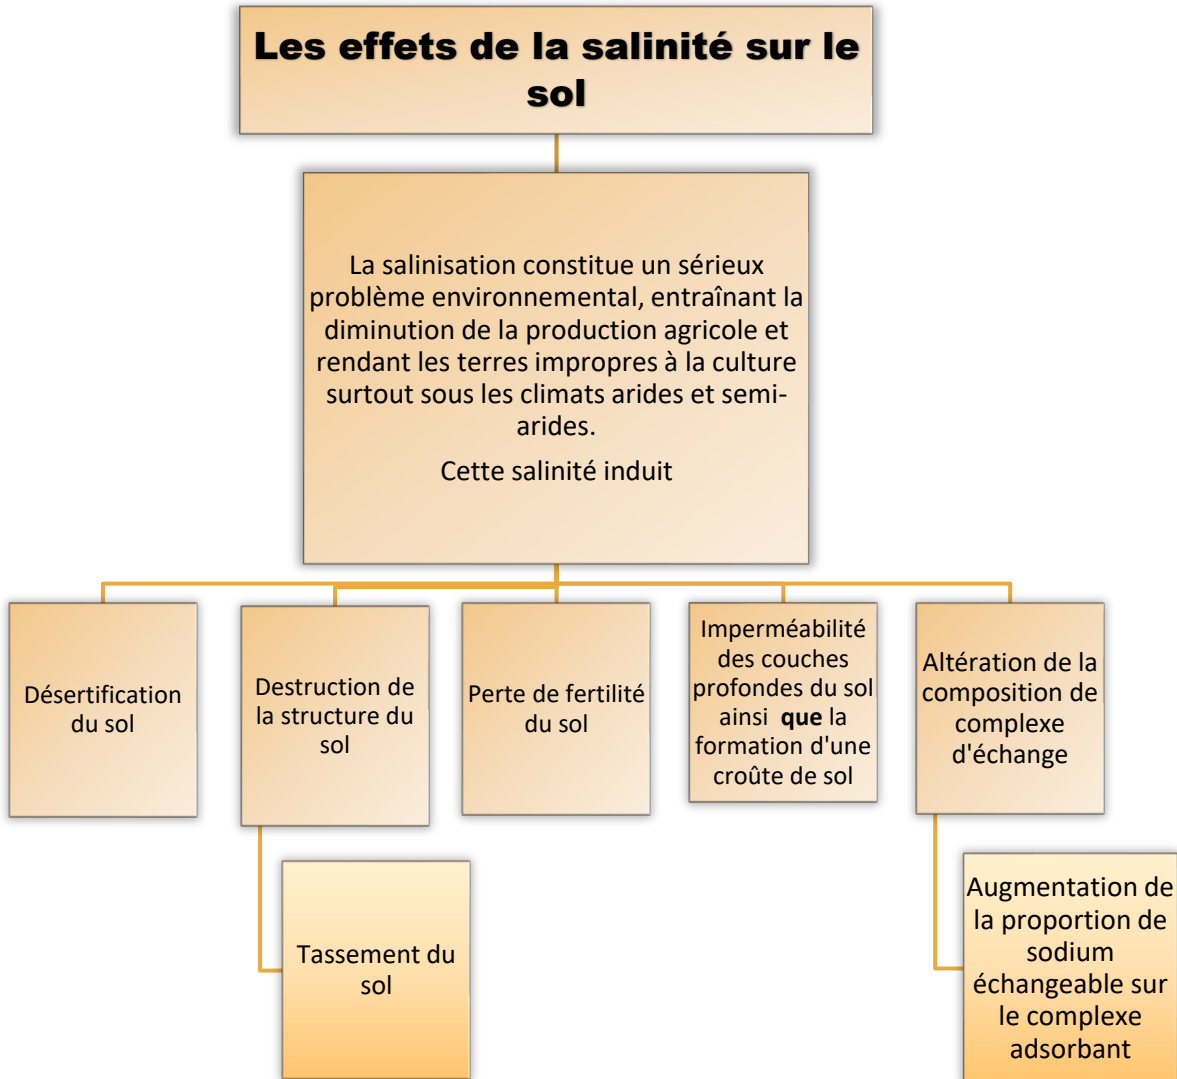 Les effets de la salinité sur le
sol
La salinisation constitue un sérieux
problème environnemental, entraînant la
diminution de la production agricole et
rendant les terres impropres à la culture
surtout sous les climats arides et semi-
arides.
Cette salinité induit
Désertification
du sol
Destruction de
la structure du
sol
Perte de fertilité
du sol
Imperméabilité
des couches
profondes du sol
ainsi que la
formation d'une
croûte de sol
Altération de la
composition de
complexe
d'échange
Tassement du
sol
Augmentation de
la proportion de
sodium
échangeable sur
le complexe
adsorbant